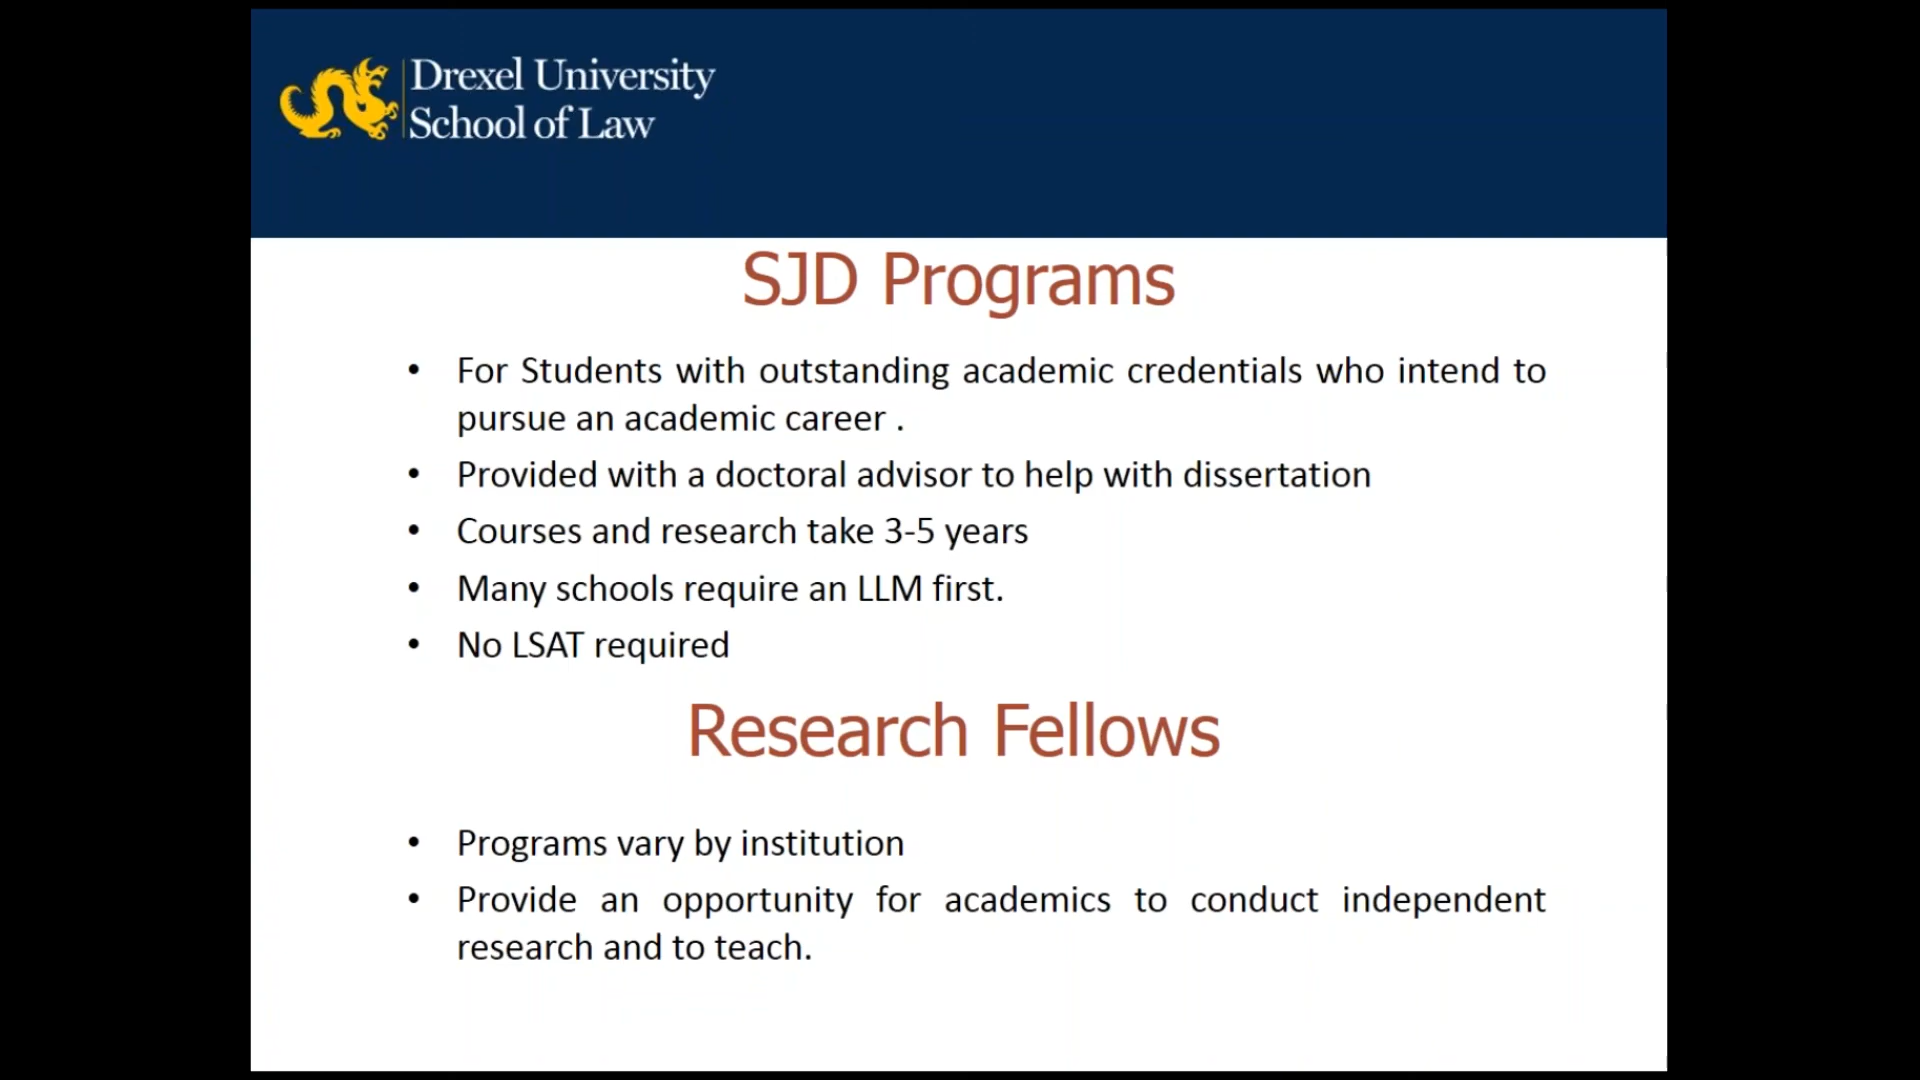 Drexel University
School of Law
SJD Programs
• For Students with outstanding academic credentials who intend to
pursue an academic career .
• Provided with a doctoral advisor to help with dissertation
• Courses and research take 3-5 years
• Many schools require an LLM first.
• No LSAT required
Research Fellows
• Programs vary by institution
• Provide an opportunity for academics to conduct independent
research and to teach.